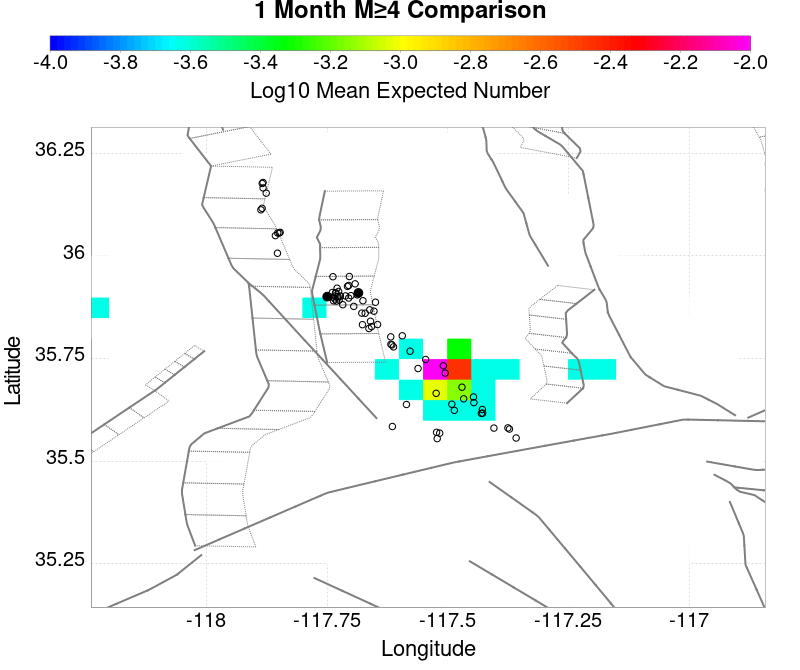 1 Month M≥4 Comparison
-4.0 -3.8 -3.6 -3.4 -3.2 -3.0 -2.8 -2.6 -2.4 -2.2 -2.0
Log10 Mean Expected Number
36.25
36
35.75
35.5
35.25
Latitude
-118 -117.75 -117.5 -117.25 -117
Longitude